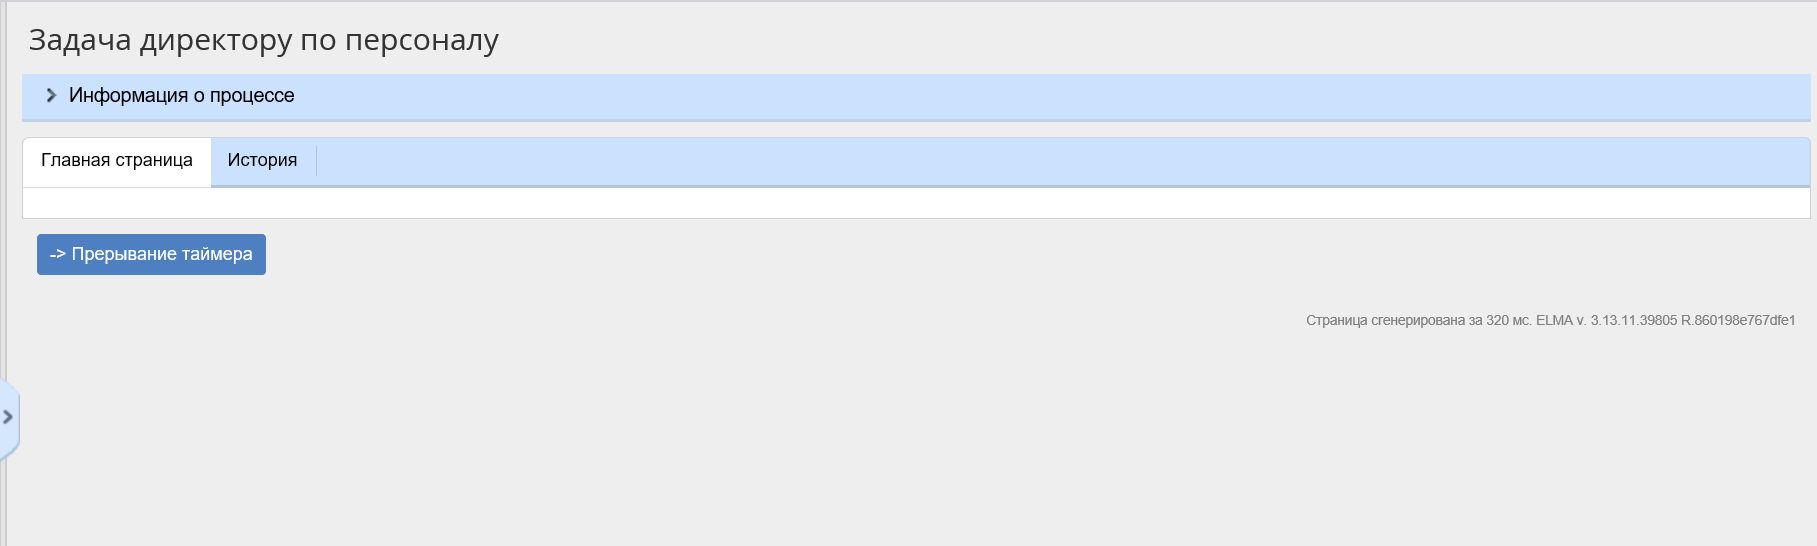 Задача директору по персоналу
Информация о процессе
Главная страница История
-> Прерывание таймера
Страница сгенерирована за 320 мс. ELMA v. 3.13.11.39805 R.860198e767dfe1